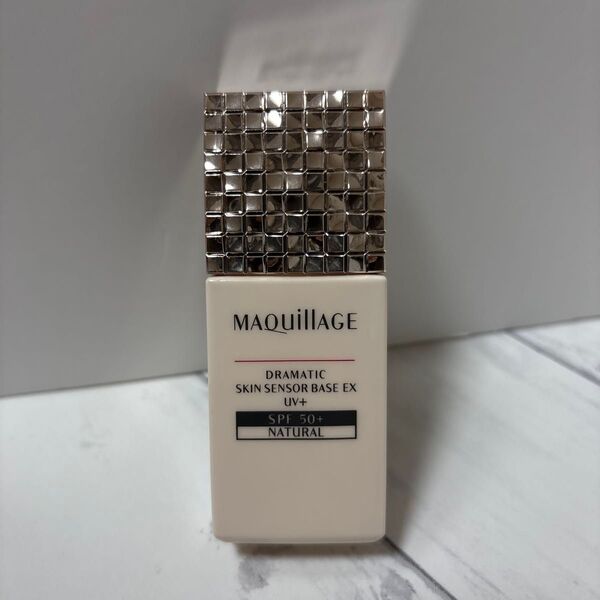 MAQuillAGE
DRAMATIC
SKIN SENSOR BASE EX
UV+
SPF 50+
NATURAL